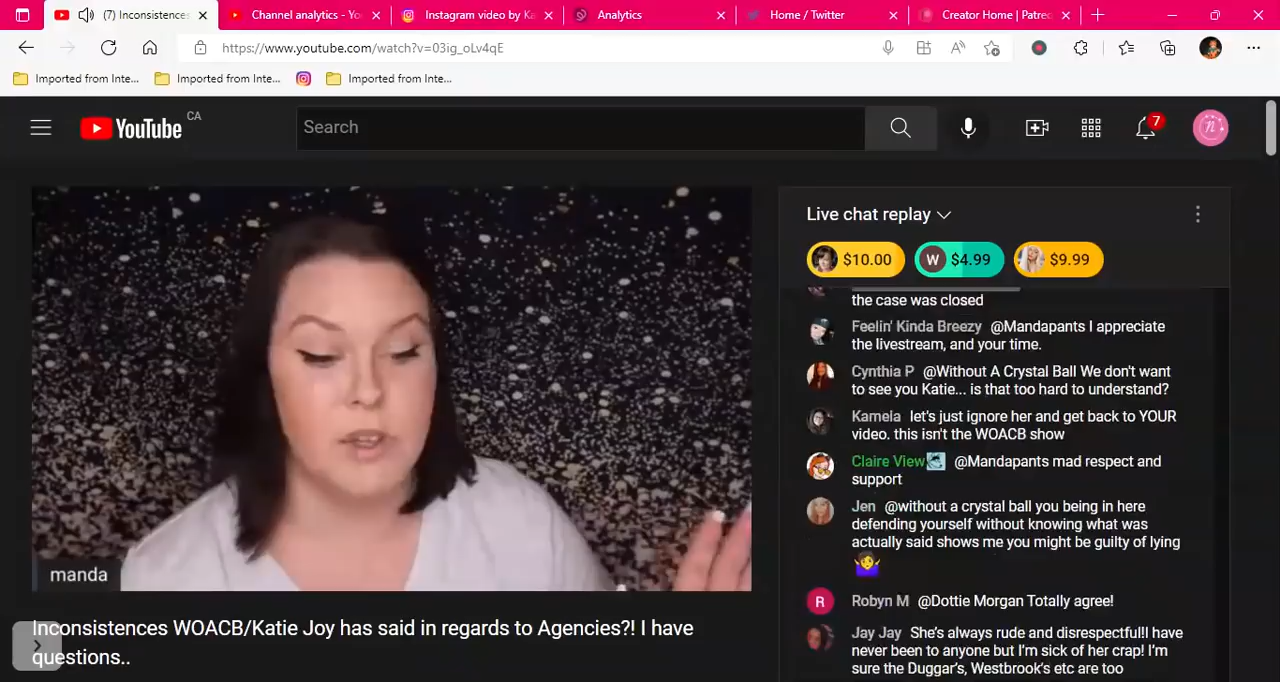 (7) Inconsistences
Channel analytics - Yo
Instagram video by Ka
Analytics
Home / Twitter
Creator Home | Patreo
https://www.youtube.com/watch?v=03ig_oLv4qE
Imported from Inte...
Imported from Inte...
Imported from Inte...
YouTube CA
Search
7
Live chat replay
$10.00
W $4.99
$9.99
the case was closed
Feelin' Kinda Breezy @Mandapants I appreciate
the livestream, and your time.
Cynthia P @Without A Crystal Ball We don't want
to see you Katie... is that too hard to understand?
Kamela let's just ignore her and get back to YOUR
video. this isn't the WOACB show
Claire View @Mandapants mad respect and
support
Jen @without a crystal ball you being in here
defending yourself without knowing what was
actually said shows me you might be guilty of lying
R Robyn M @Dottie Morgan Totally agree!
Jay Jay She's always rude and disrespectful!I have
never been to anyone but I'm sick of her crap! I'm
sure the Duggar's, Westbrook's etc are too
manda
Inconsistences WOACB/Katie Joy has said in regards to Agencies?! I have
questions..